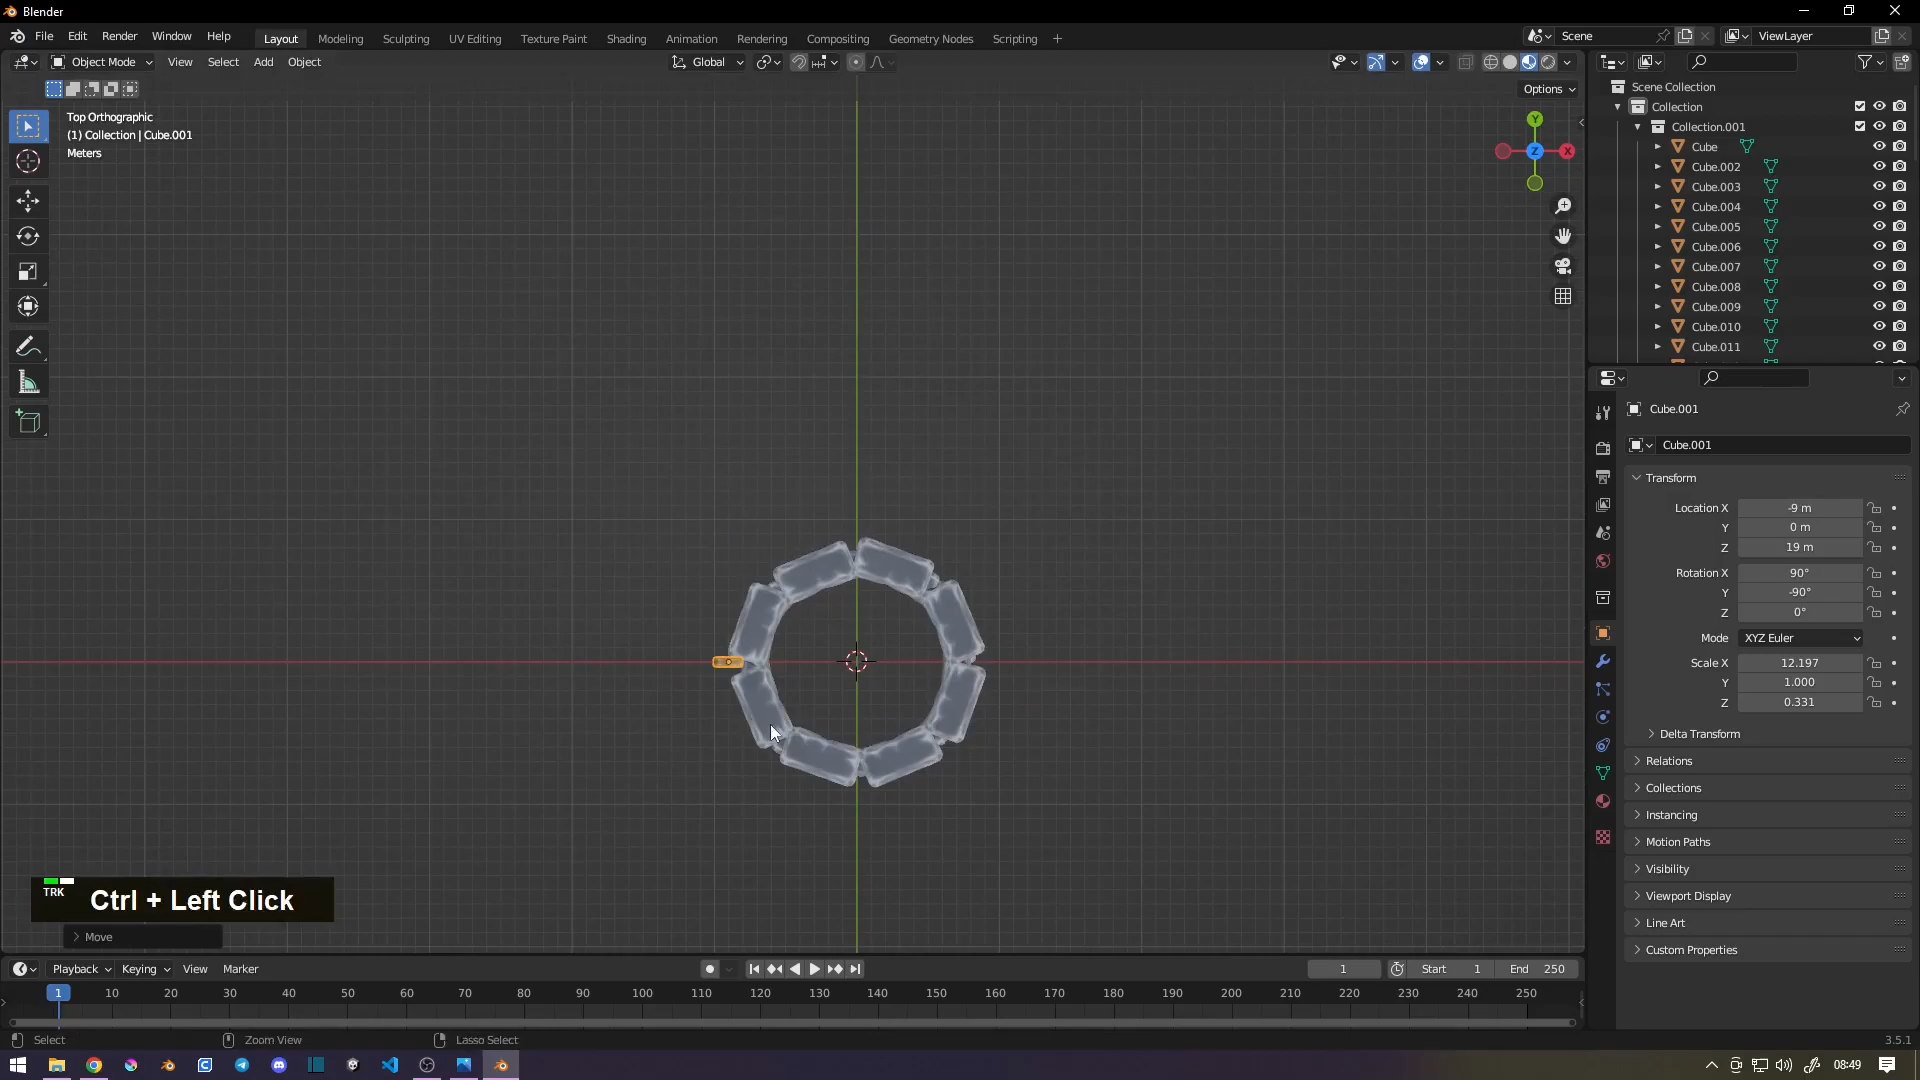 Blender
File Edit Render Window Help
Layout Modeling Sculpting UV Editing Texture Paint Shading Animation Rendering Compositing Geometry Nodes Scripting +
Scene
ViewLayer
Object Mode View Select Add Object
Global
Options
Top Orthographic
(1) Collection | Cube.001
Meters
Y
Z
X
Scene Collection
Collection
Collection.001
Cube
Cube.002
Cube.003
Cube.004
Cube.005
Cube.006
Cube.007
Cube.008
Cube.009
Cube.010
Cube.011
Cube.001
Cube.001
Transform
Location X -9 m
Y 0 m
Z 19 m
Rotation X 90°
Y -90°
Z 0°
Mode XYZ Euler
Scale X 12.197
Y 1.000
Z 0.331
Delta Transform
Relations
Collections
Instancing
Motion Paths
Visibility
Viewport Display
Line Art
Custom Properties
TRK
Ctrl + Left Click
Move
Playback Keying View Marker
1 Start 1 End 250
1 10 20 30 40 50 60 70 80 90 100 110 120 130 140 150 160 170 180 190 200 210 220 230 240 250
Select Zoom View Lasso Select
3.5.1
08:49